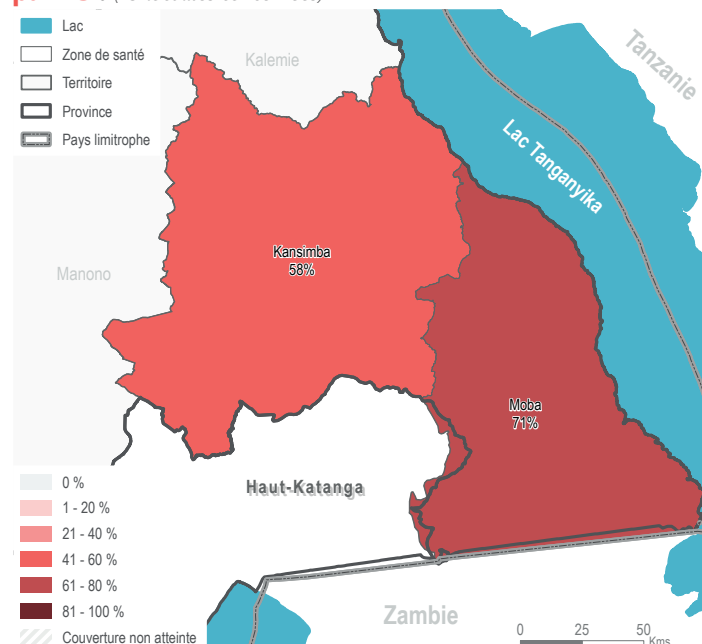 Lac
Zone de santé
Territoire
Province
Pays limitrophe
Kalemie
Tanzanie
Lac Tanganyika
Manono
Kansimba
58%
Moba
71%
Haut-Katanga
0 %
1 - 20 %
21 - 40 %
41 - 60 %
61 - 80 %
81 - 100 %
Couverture non atteinte
Zambie
0 25 50
Kms